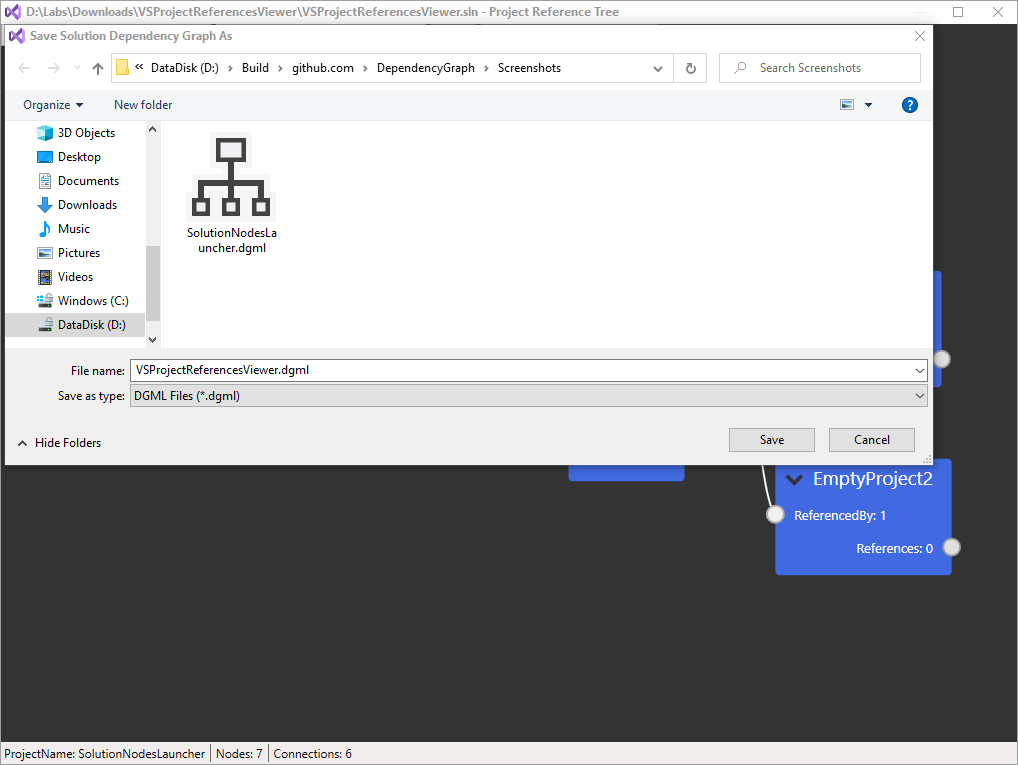 D:\Labs\Downloads\VSProjectReferencesViewer\VSProjectReferencesViewer.sln - Project Reference Tree
Save Solution Dependency Graph As
« DataDisk (D:) › Build › github.com › DependencyGraph › Screenshots
Search Screenshots
Organize
New folder
?
3D Objects
Desktop
Documents
Downloads
Music
Pictures
Videos
Windows (C:)
DataDisk (D:)
SolutionNodesLa
uncher.dgml
File name: VSProjectReferencesViewer.dgml
Save as type: DGML Files (*.dgml)
Hide Folders
Save
Cancel
EmptyProject2
ReferencedBy: 1
References: 0
ProjectName: SolutionNodesLauncher
Nodes: 7
Connections: 6